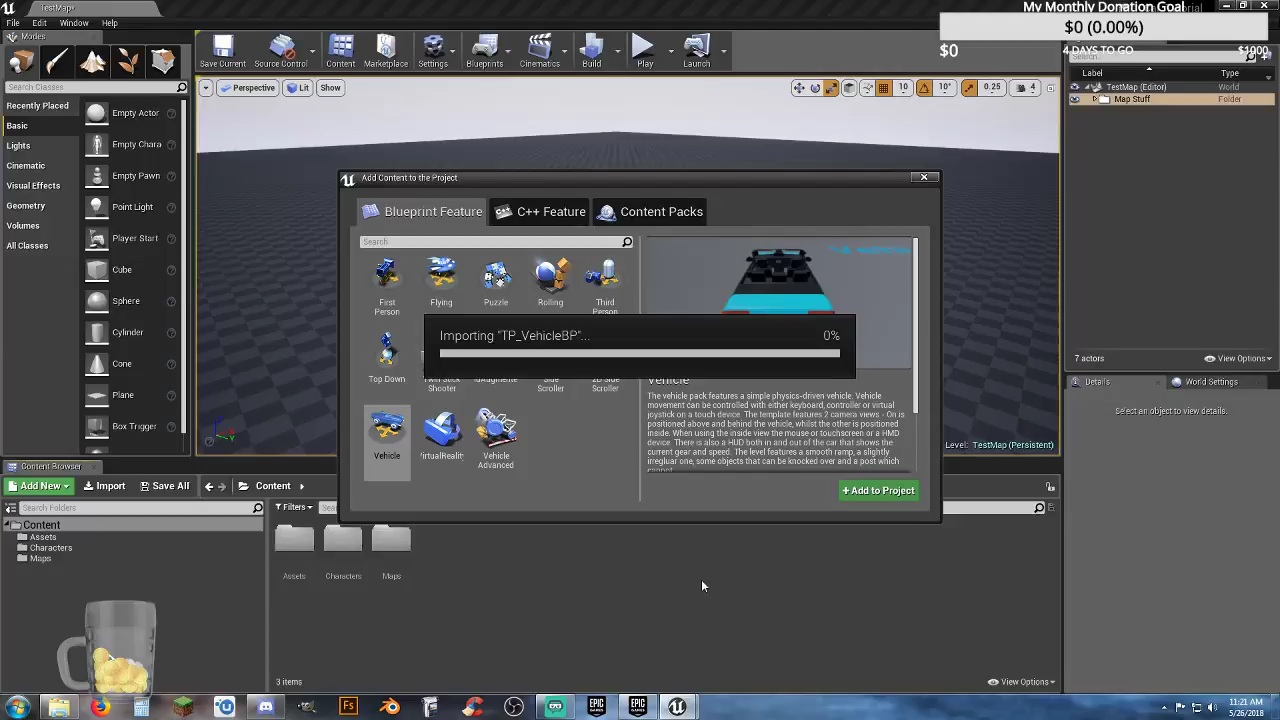 TestMap*
My Monthly Donation Goal
$0 (0.00%)
$0
4 DAYS TO GO
$1000
File
Edit
Window
Help
Modes
Save Current
Source Control
Content
Marketplace
Settings
Blueprints
Cinematics
Build
Play
Launch
Search Classes
Recently Placed
Basic
Lights
Cinematic
Visual Effects
Geometry
Volumes
All Classes
Empty Actor
Empty Chara
Empty Pawn
Point Light
Player Start
Cube
Sphere
Cylinder
Cone
Plane
Box Trigger
Perspective
Lit
Show
10
10°
0.25
4
Search...
Label
Type
TestMap (Editor)
World
Map Stuff
Folder
7 actors
View Options
Details
World Settings
Select an object to view details.
Add Content to the Project
Blueprint Feature
C++ Feature
Content Packs
Search
First Person
Flying
Puzzle
Rolling
Third Person
Importing "TP_VehicleBP"...
0%
Top Down
Twin Stick Shooter
Side Scroller
2D Side Scroller
Vehicle
VirtualReality
Vehicle Advanced
Vehicle
The vehicle pack features a simple physics-driven vehicle. Vehicle
movement can be controlled with either keyboard, controller or virtual
joystick on a touch device. The template features 2 camera views - On is
positioned above and behind the vehicle, whilst the other is positioned
inside. When using the inside view the mouse or touchscreen or a HMD
device. There is also a HUD both in and out of the car that shows the
current gear and speed. The level features a smooth ramp, a slightly
irregluar one, some objects that can be knocked over and a post which
cannot
Add to Project
Level: TestMap (Persistent)
Content Browser
Add New
Import
Save All
Content
Search Folders
Filters
Content
Assets
Characters
Maps
Assets
Characters
Maps
3 items
View Options
Fs
EPIC GAMES
EPIC GAMES
11:21 AM
5/26/2018